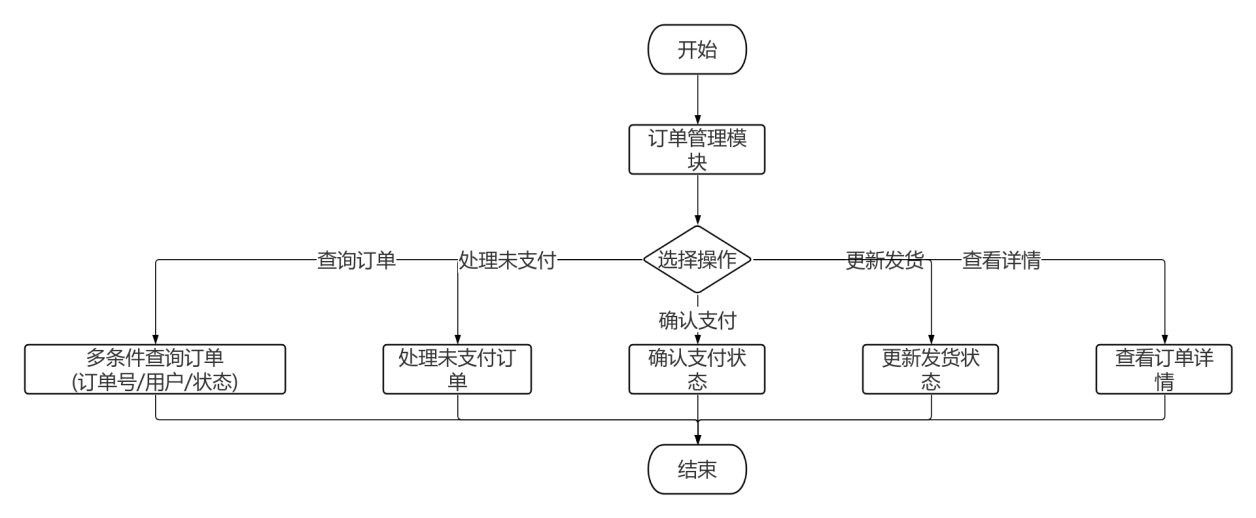 开始
订单管理模
块
查询订单
处理未支付
选择操作
更新发货
查看详情
确认支付
多条件查询订单
(订单号/用户/状态)
处理未支付订
单
确认支付状
态
更新发货状
态
查看订单详
情
结束